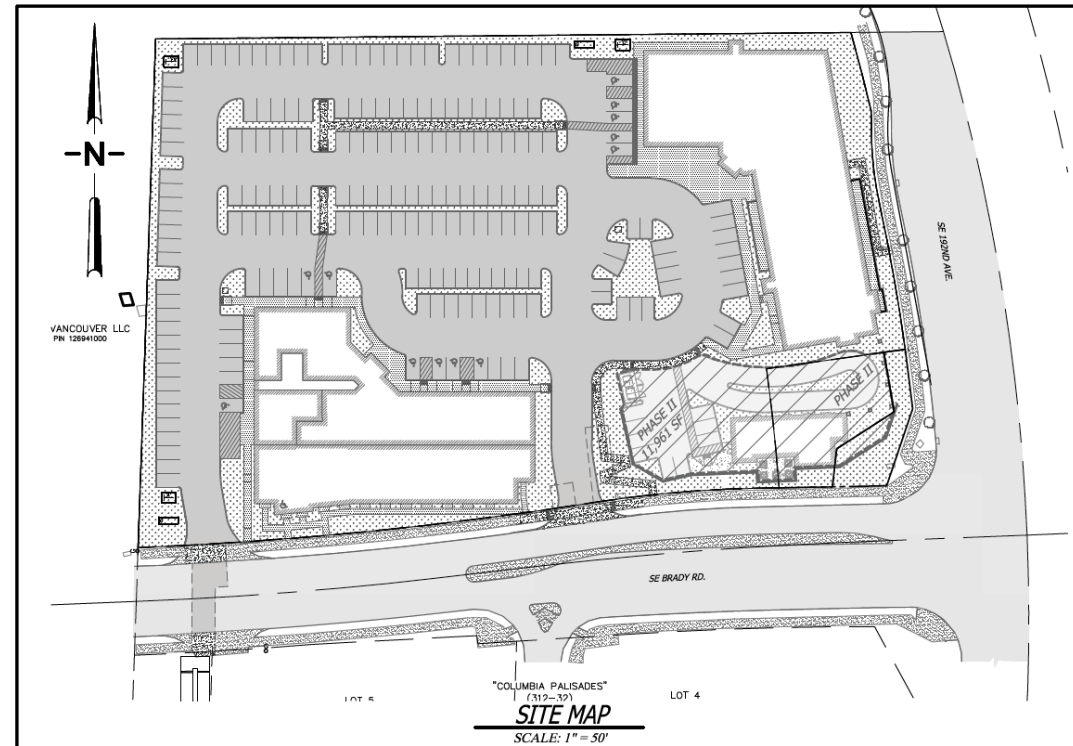 -N-
SE 192ND AVE.
VANCOUVER LLC
PIN 126941000
PHASE II
11,961 SF
PHASE II
SE BRADY RD.
"COLUMBIA PALISADES"
(312-32)
LOT 5
LOT 4
SITE MAP
SCALE: 1" = 50'